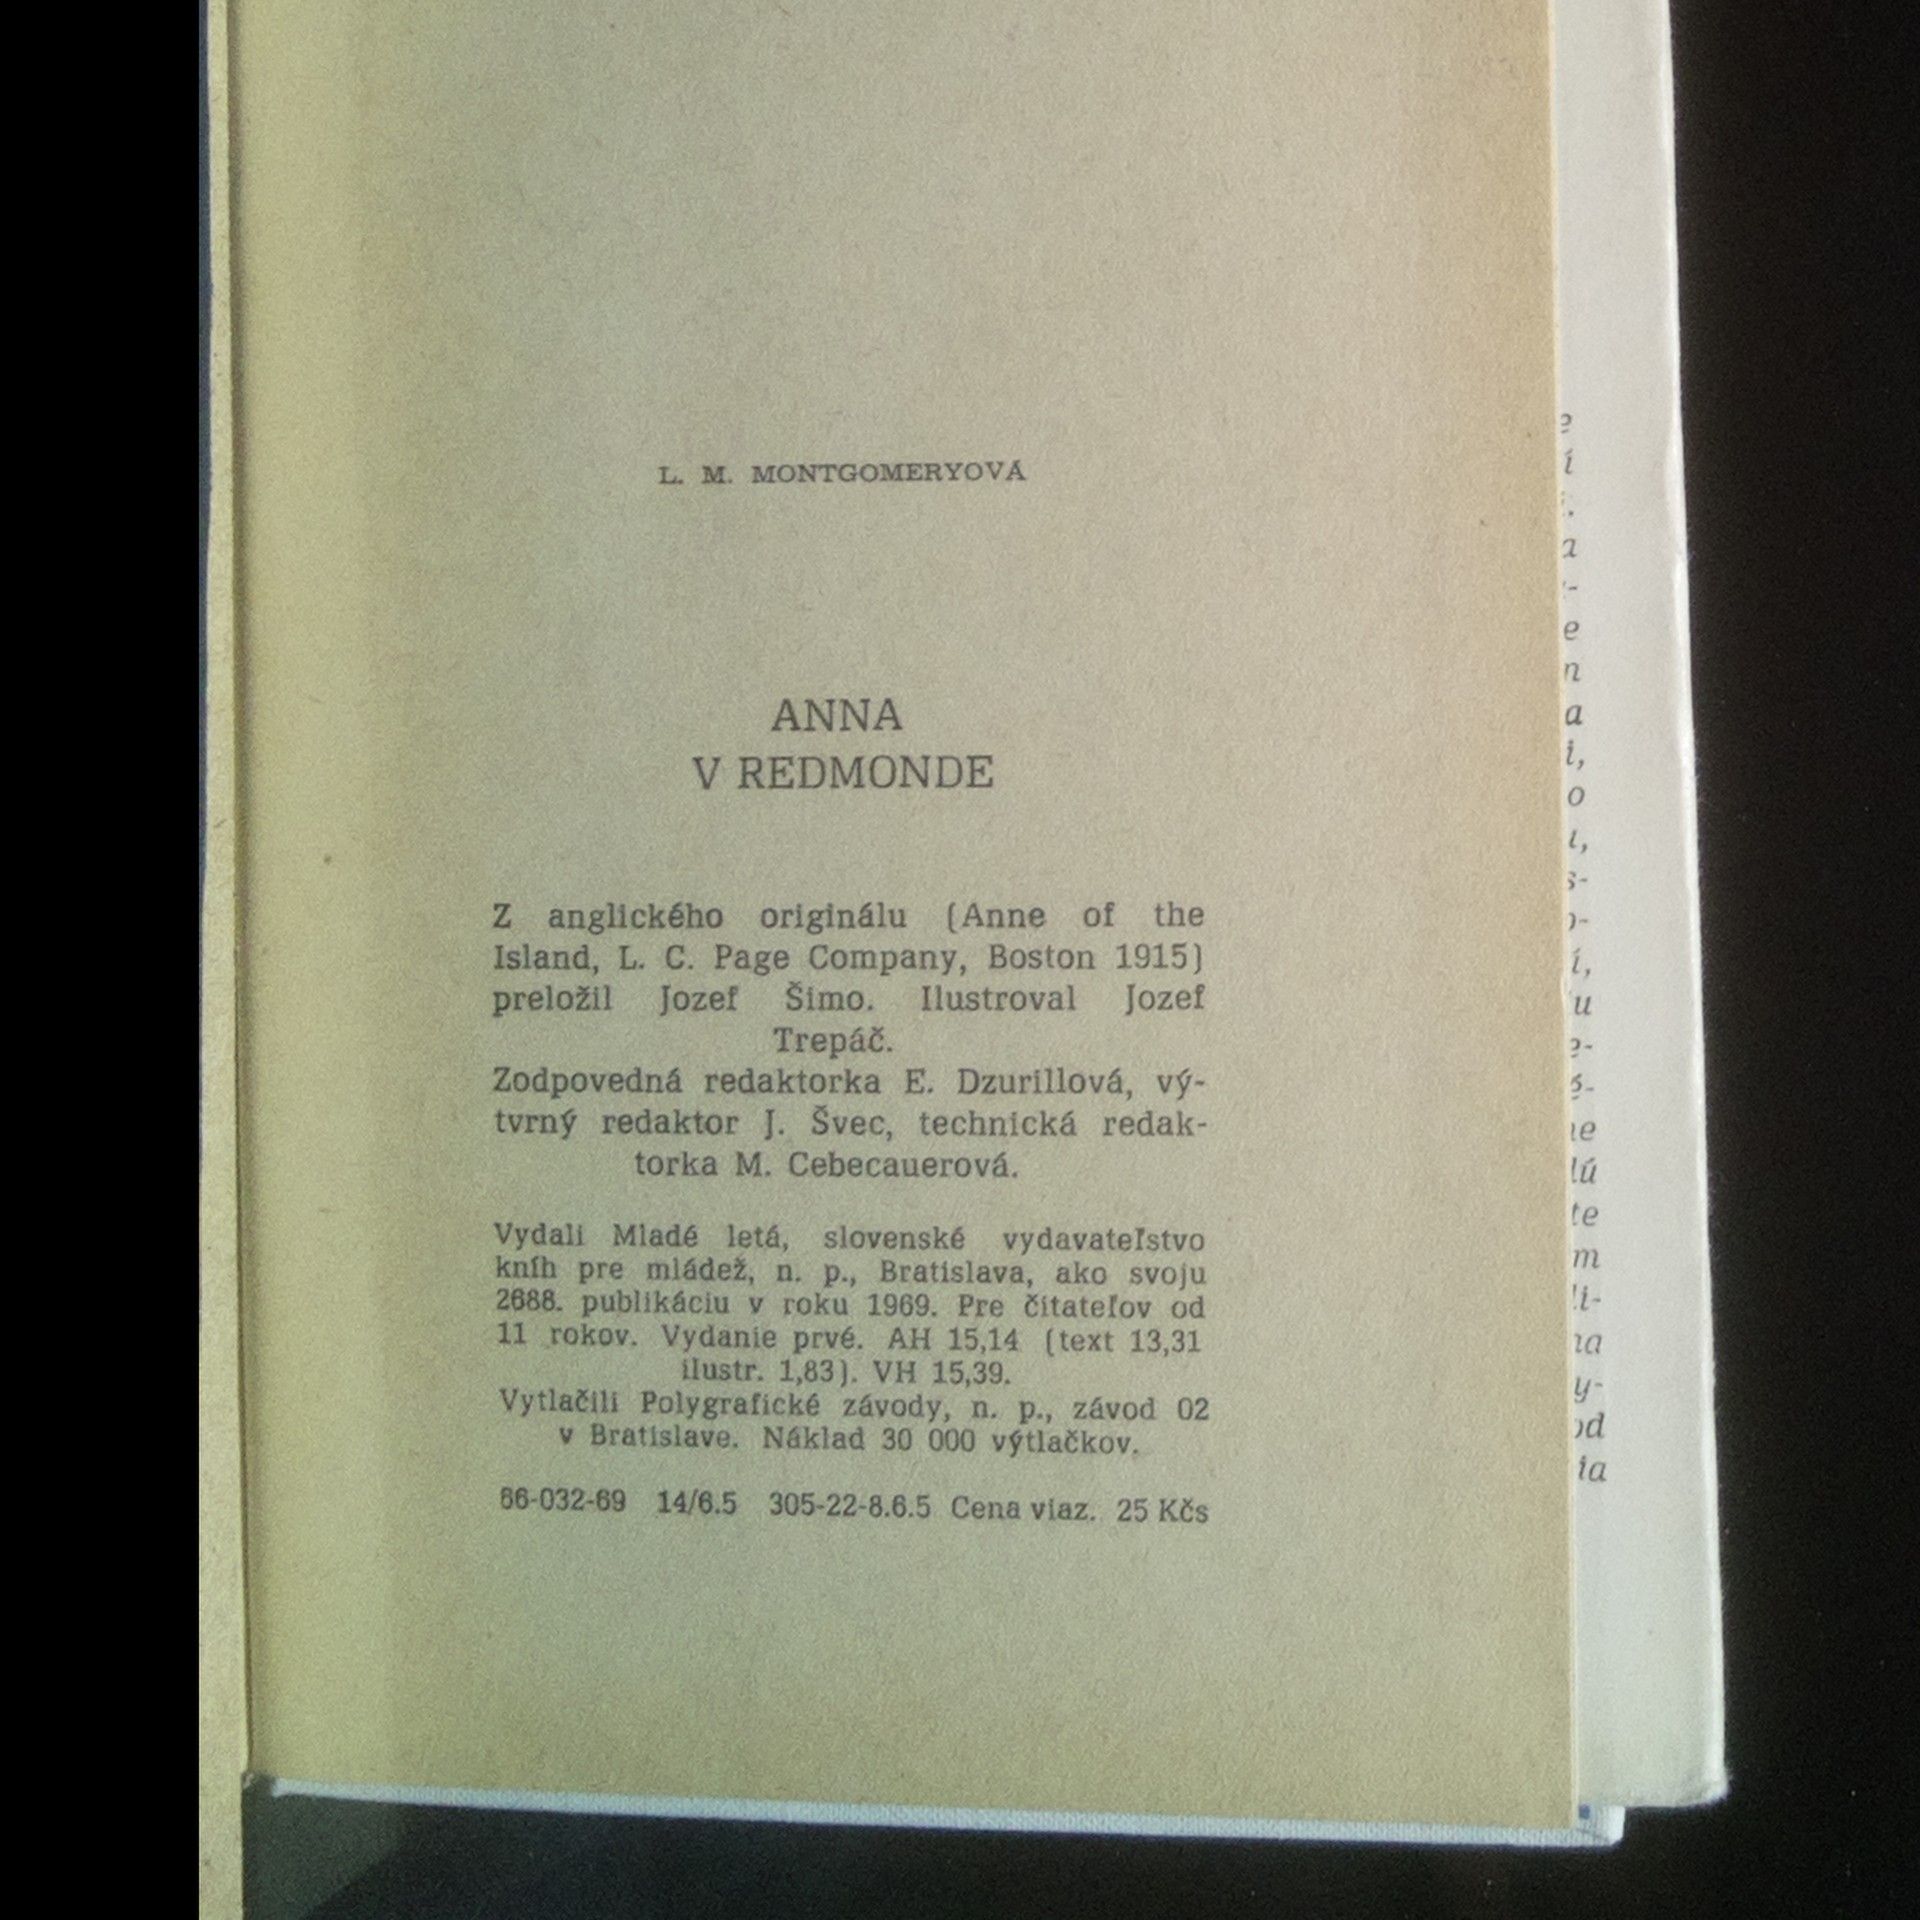 L. M. MONTGOMERYOVÁ
ANNA
V REDMONDE
Z anglického originálu (Anne of the
Island, L. C. Page Company, Boston 1915)
preložil Jozef Šimo. Ilustroval Jozef
Trepáč.
Zodpovedná redaktorka E. Dzurillová, vý-
tvrný redaktor J. Švec, technická redak-
torka M. Cebecauerová.
Vydali Mladé letá, slovenské vydavateľstvo
kníh pre mládež, n. p., Bratislava, ako svoju
2688. publikáciu v roku 1969. Pre čitateľov od
11 rokov. Vydanie prvé. AH 15,14 (text 13,31
ilustr. 1,83). VH 15,39.
Vytlačili Polygrafické závody, n. p., závod 02
v Bratislave. Náklad 30 000 výtlačkov.
66-032-69 14/6.5 305-22-8.6.5 Cena viaz. 25 Kčs